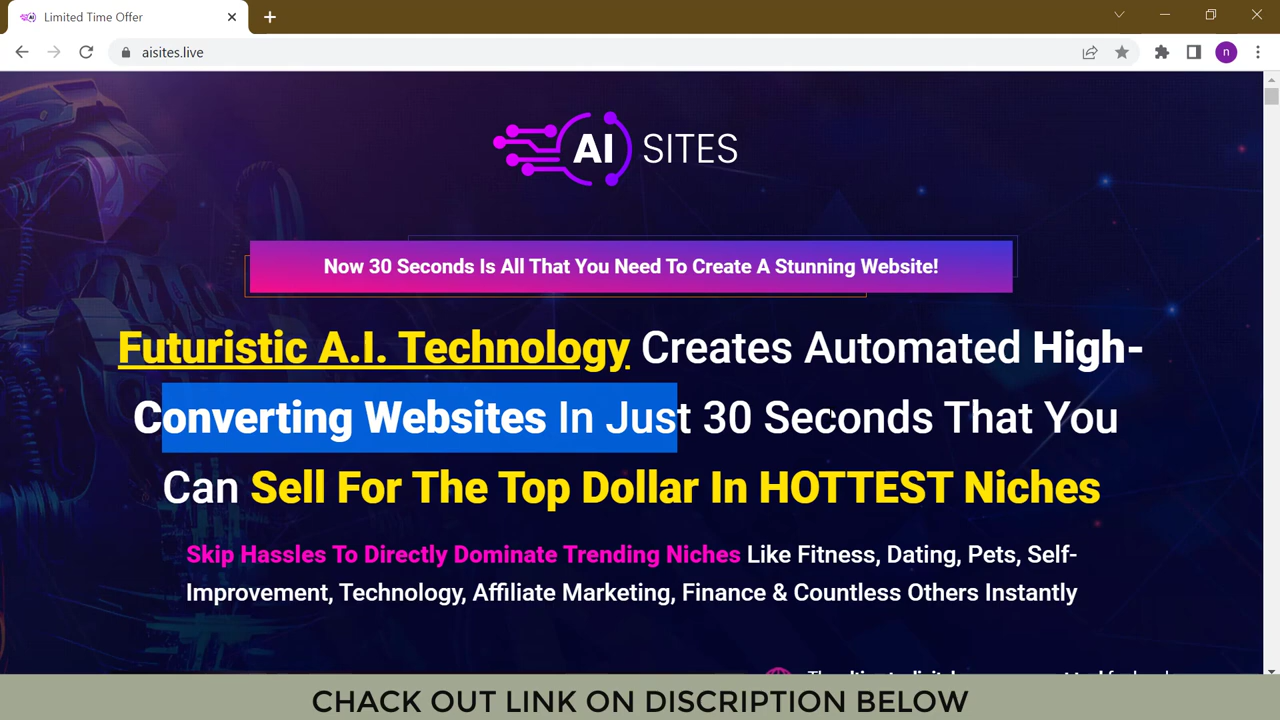 Limited Time Offer
aisites.live
n
AI SITES
Now 30 Seconds Is All That You Need To Create A Stunning Website!
Futuristic A.I. Technology Creates Automated High-
Converting Websites In Just 30 Seconds That You
Can Sell For The Top Dollar In HOTTEST Niches
Skip Hassles To Directly Dominate Trending Niches Like Fitness, Dating, Pets, Self-
Improvement, Technology, Affiliate Marketing, Finance & Countless Others Instantly
CHACK OUT LINK ON DISCRIPTION BELOW